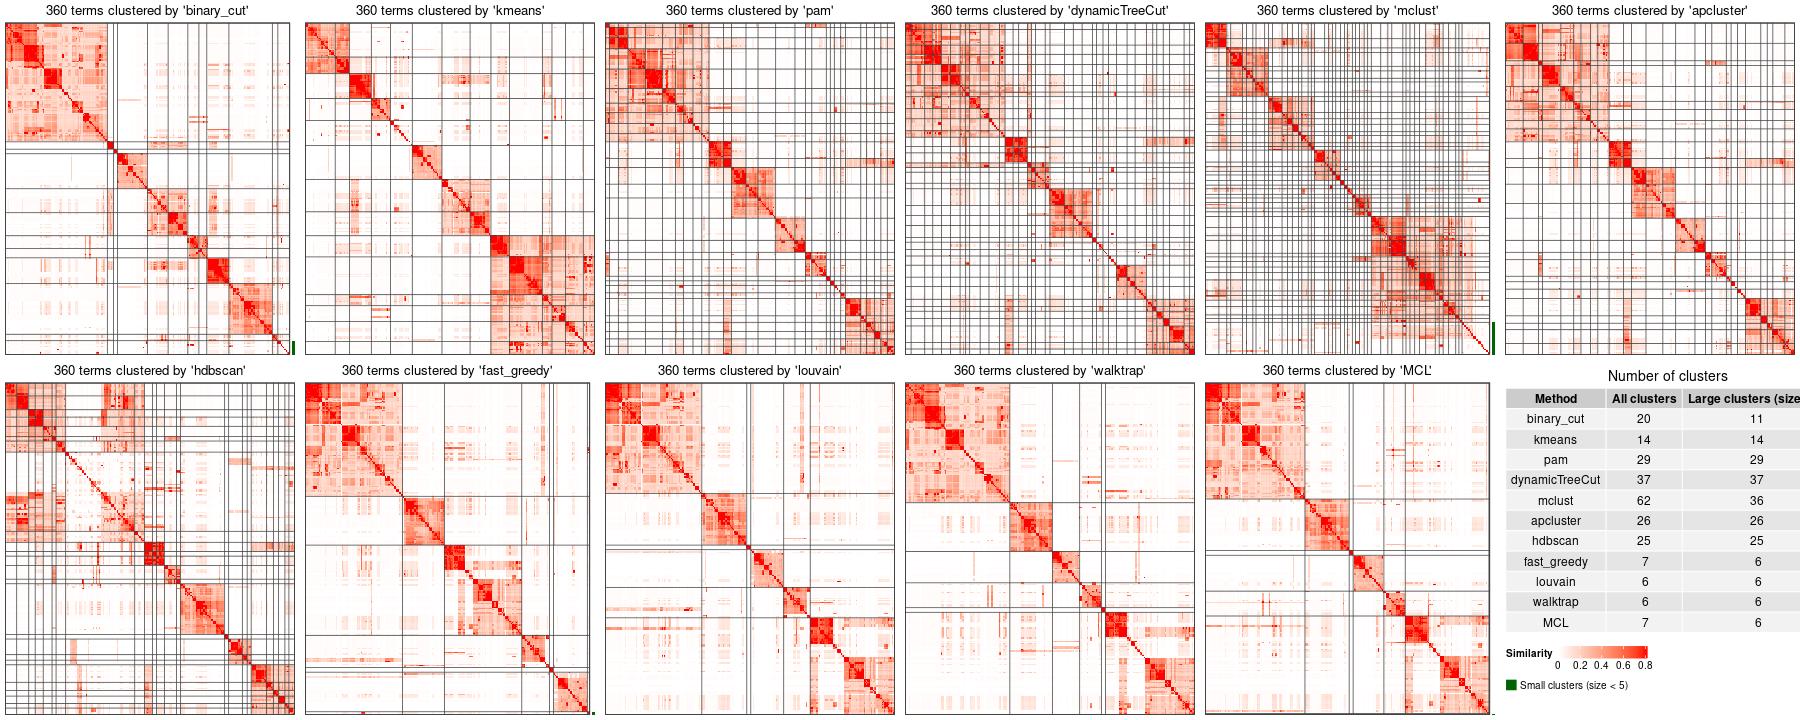 360 terms clustered by 'binary_cut'
360 terms clustered by 'kmeans'
360 terms clustered by 'pam'
360 terms clustered by 'dynamicTreeCut'
360 terms clustered by 'mclust'
360 terms clustered by 'apcluster'
360 terms clustered by 'hdbscan'
360 terms clustered by 'fast_greedy'
360 terms clustered by 'louvain'
360 terms clustered by 'walktrap'
360 terms clustered by 'MCL'
Number of clusters
Method All clusters Large clusters (size
binary_cut 20 11
kmeans 14 14
pam 29 29
dynamicTreeCut 37 37
mclust 62 36
apcluster 26 26
hdbscan 25 25
fast_greedy 7 6
louvain 6 6
walktrap 6 6
MCL 7 6
Similarity
0 0.2 0.4 0.6 0.8
Small clusters (size < 5)